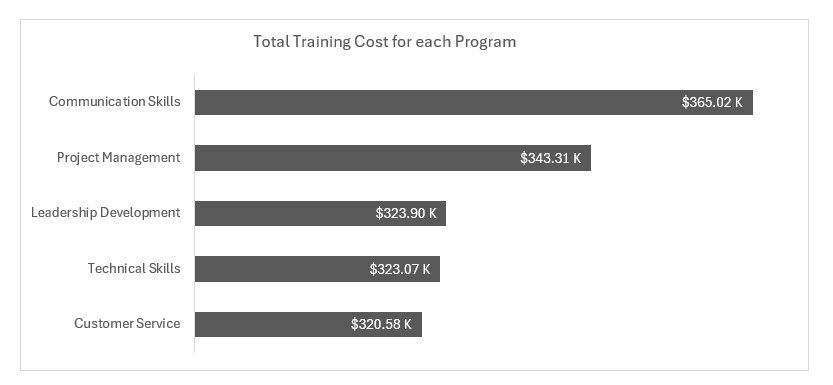 Total Training Cost for each Program
Communication Skills $365.02 K
Project Management $343.31 K
Leadership Development $323.90 K
Technical Skills $323.07 K
Customer Service $320.58 K